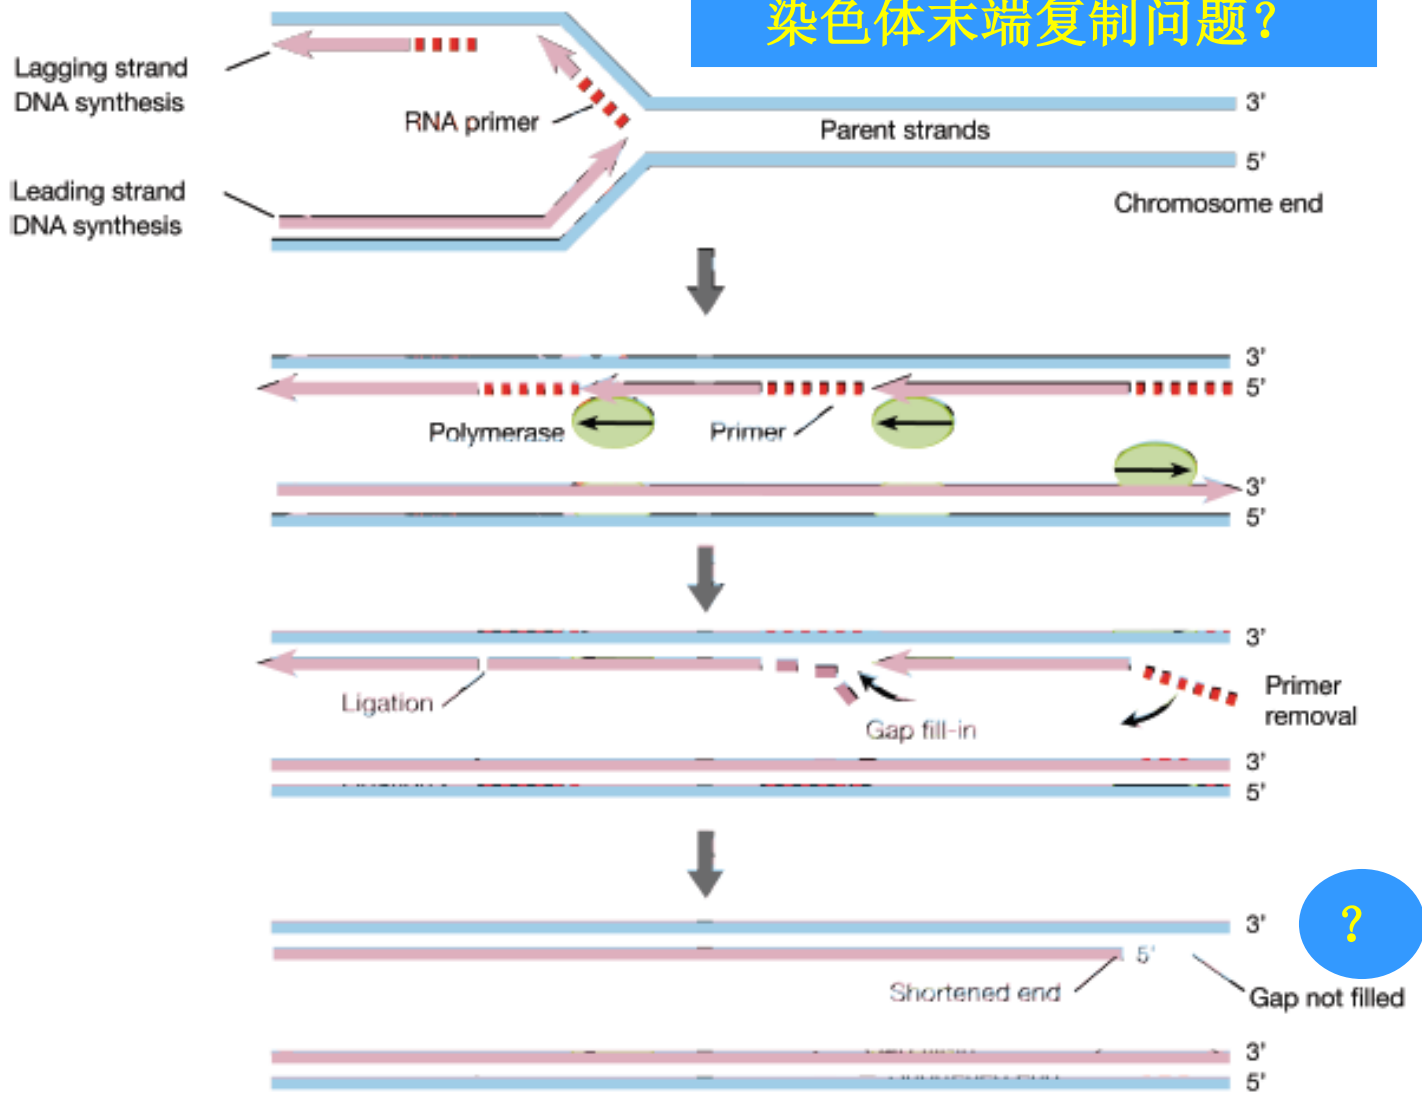 染色体末端复制问题？
Lagging strand
DNA synthesis
RNA primer
3’
Parent strands
5’
Leading strand
DNA synthesis
Chromosome end
3’
5’
Polymerase
Primer
3’
5’
3’
Ligation
Gap fill-in
Primer
removal
3’
5’
3’
?
5’
Shortened end
Gap not filled
3’
5’